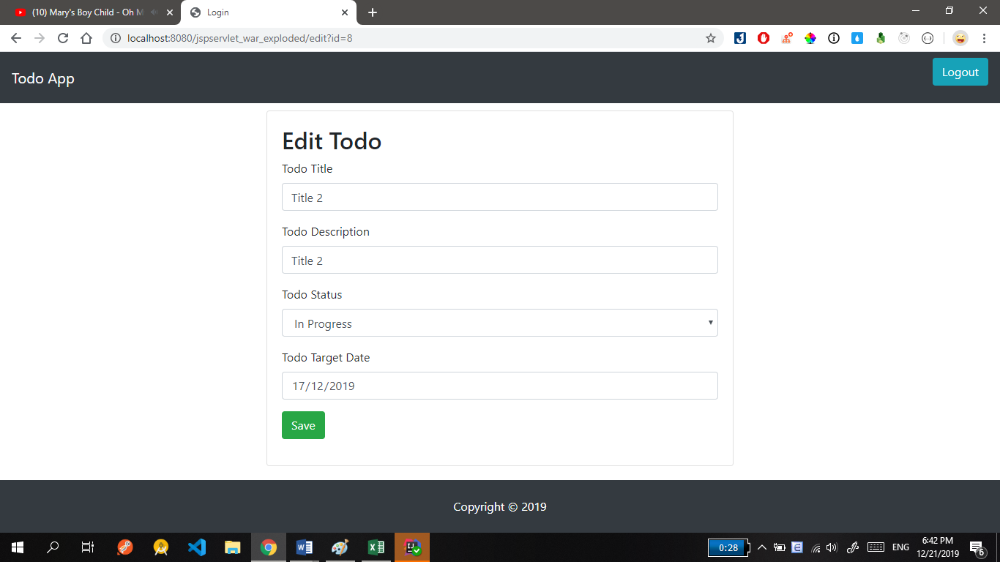 (10) Mary's Boy Child - Oh M
Login
localhost:8080/jspservlet_war_exploded/edit?id=8
Todo App
Logout
Edit Todo
Todo Title
Title 2
Todo Description
Title 2
Todo Status
In Progress
Todo Target Date
17/12/2019
Save
Copyright © 2019
0:28
ENG
6:42 PM
12/21/2019
6